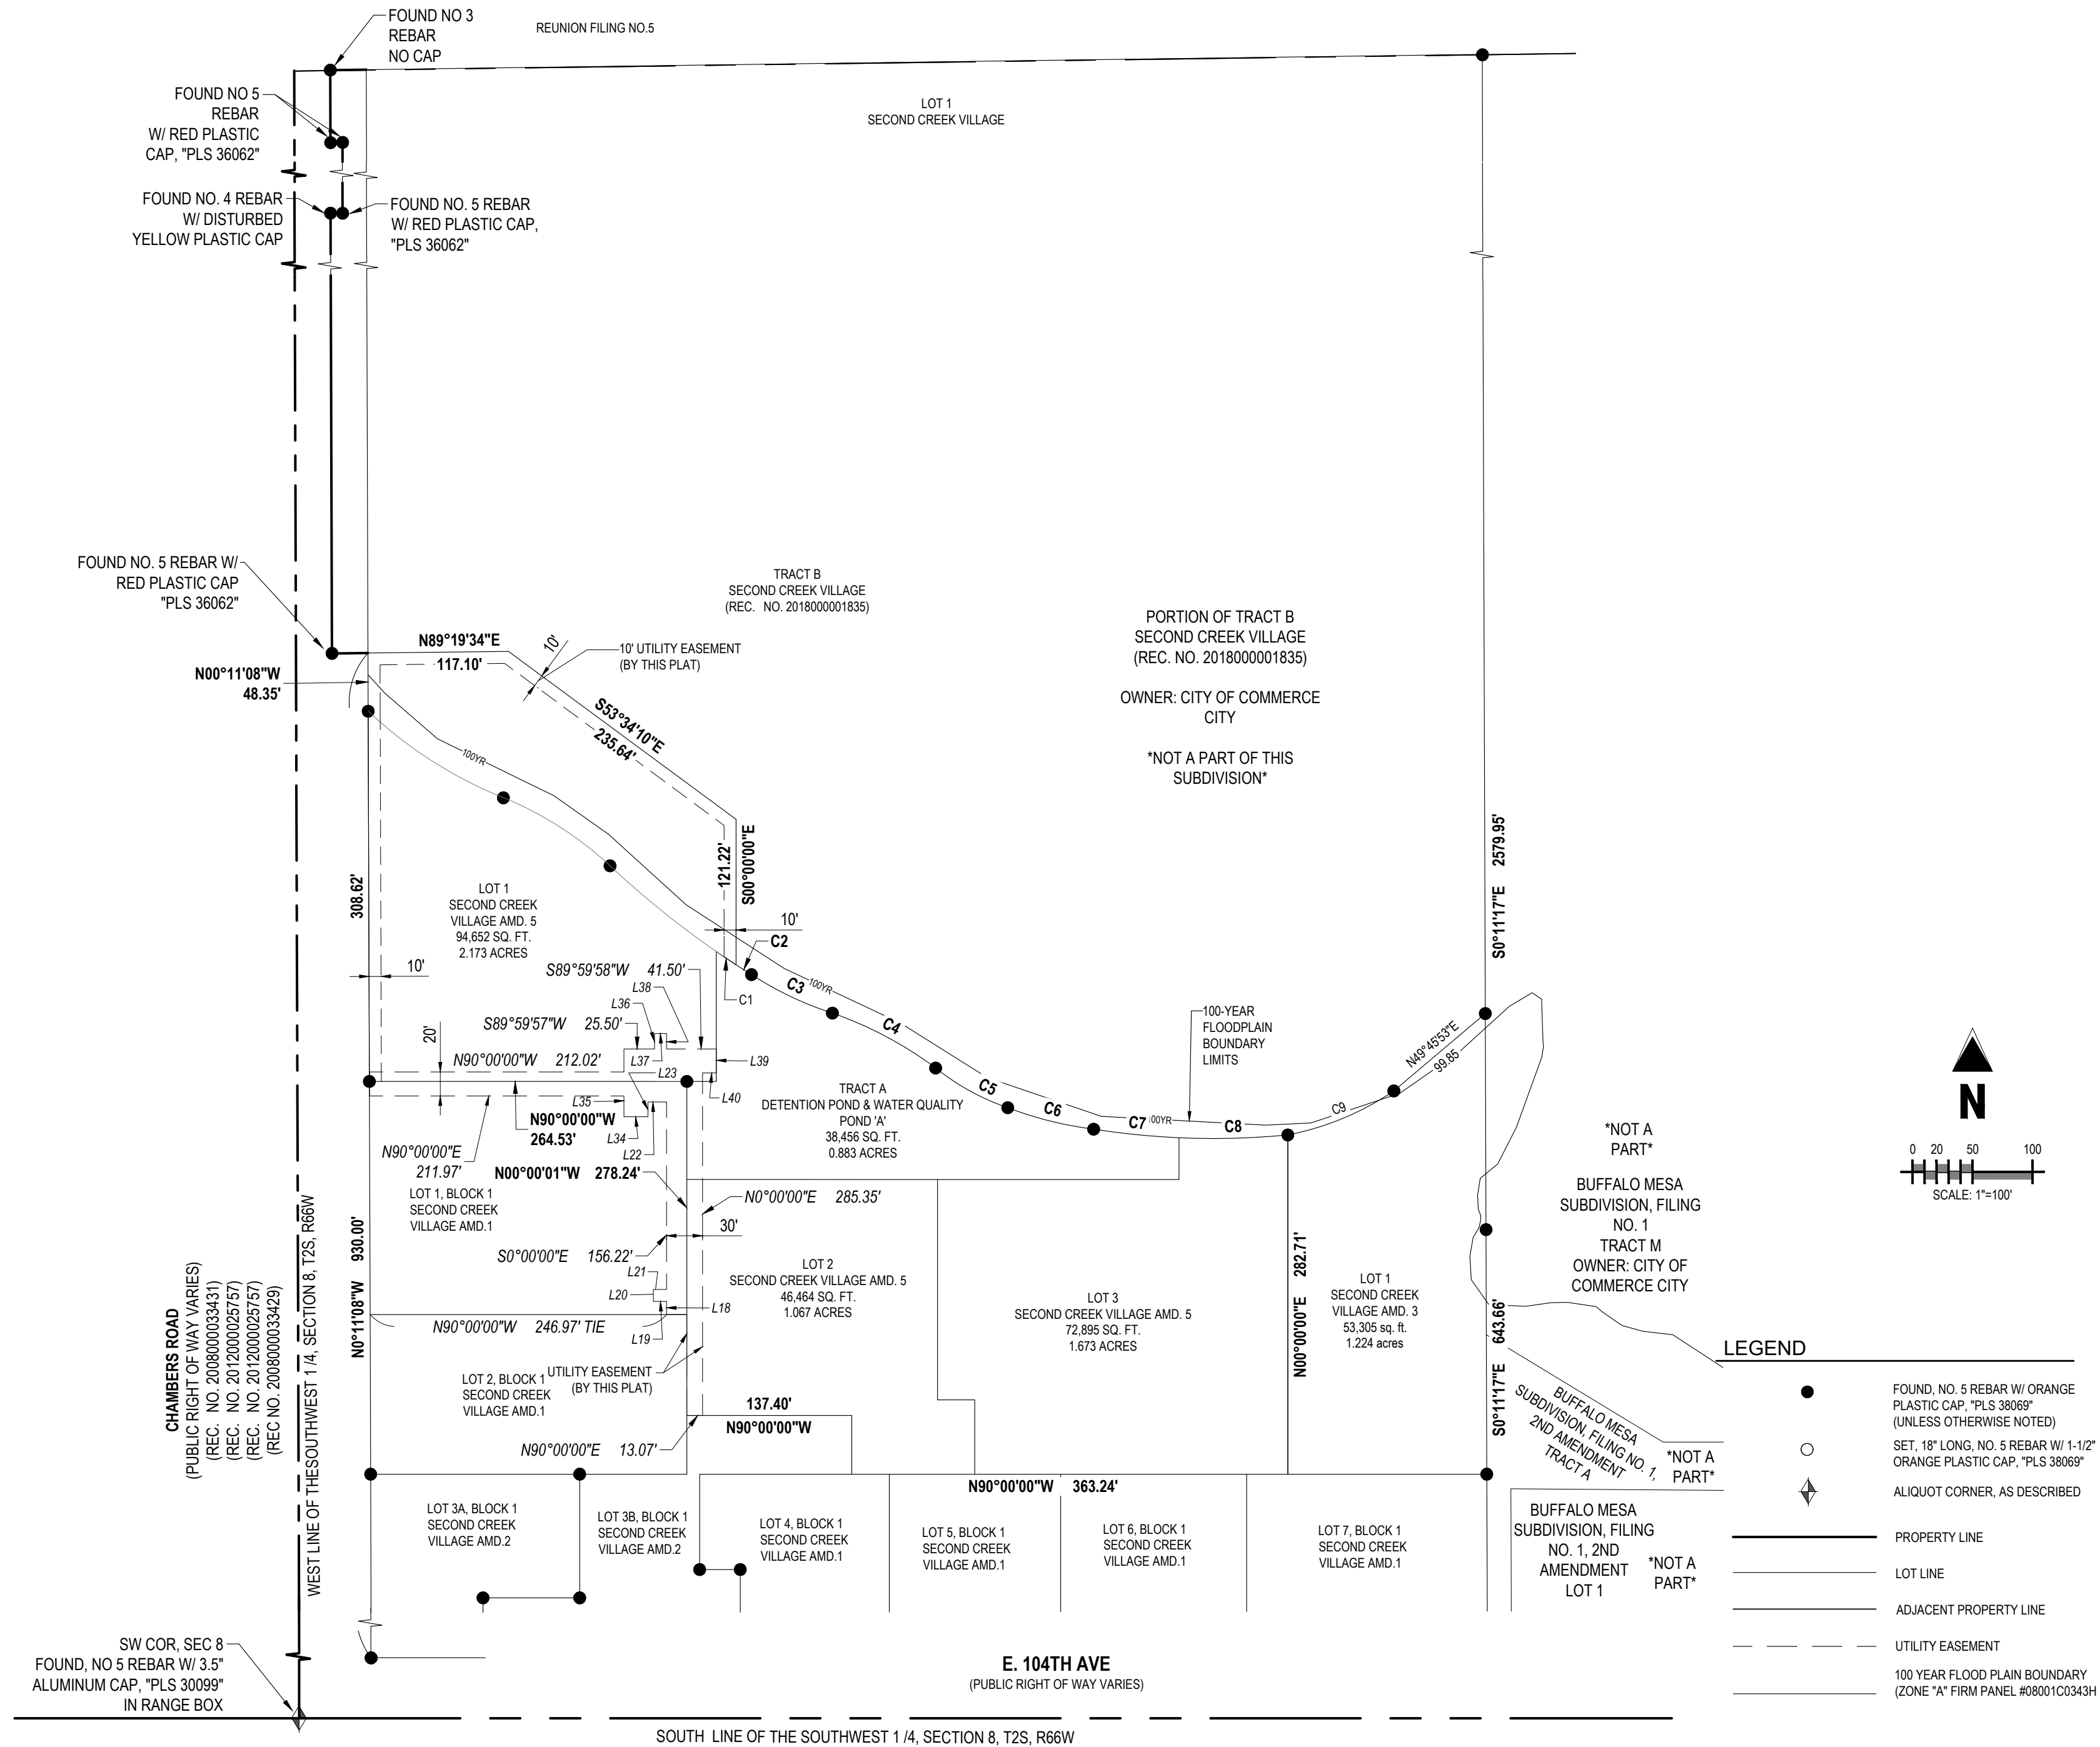 FOUND NO 3
REBAR
NO CAP
REUNION FILING NO.5
FOUND NO 5
REBAR
W/ RED PLASTIC
CAP, "PLS 36062"
LOT 1
SECOND CREEK VILLAGE
FOUND NO. 4 REBAR
W/ DISTURBED
YELLOW PLASTIC CAP
FOUND NO. 5 REBAR
W/ RED PLASTIC CAP,
"PLS 36062"
FOUND NO. 5 REBAR W/
RED PLASTIC CAP
"PLS 36062"
N00°11'08"W
48.35'
N89°19'34"E
117.10'
10'
10' UTILITY EASEMENT
(BY THIS PLAT)
TRACT B
SECOND CREEK VILLAGE
(REC. NO. 2018000001835)
PORTION OF TRACT B
SECOND CREEK VILLAGE
(REC. NO. 2018000001835)
OWNER: CITY OF COMMERCE
CITY
*NOT A PART OF THIS
SUBDIVISION*
S53°34'10"E
235.64'
100YR
121.22'
S00°00'00"E
S0°11'17"E 2579.95'
308.62'
LOT 1
SECOND CREEK
VILLAGE AMD. 5
94,652 SQ. FT.
2.173 ACRES
10'
C2
10'
S89°59'58"W 41.50'
L38
C1
C3
100YR
C4
L36
S89°59'57"W 25.50'
20'
L37
N90°00'00"W 212.02'
L23
L39
L40
L35
N90°00'00"W
264.53'
L34
L22
N90°00'00"E
211.97'
TRACT A
DETENTION POND & WATER QUALITY
POND 'A'
38,456 SQ. FT.
0.883 ACRES
100-YEAR
FLOODPLAIN
BOUNDARY
LIMITS
C5
C6
C7
100YR
C8
C9
N49°45'53"E
99.85
N00°00'01"W 278.24'
N0°00'00"E 285.35'
LOT 1, BLOCK 1
SECOND CREEK
VILLAGE AMD.1
30'
S0°00'00"E 156.22'
L21
L20
L18
L19
N90°00'00"W 246.97' TIE
N0°11'08"W 930.00'
LOT 2
SECOND CREEK VILLAGE AMD. 5
46,464 SQ. FT.
1.067 ACRES
LOT 3
SECOND CREEK VILLAGE AMD. 5
72,895 SQ. FT.
1.673 ACRES
N00°00'00"E 282.71'
LOT 1
SECOND CREEK
VILLAGE AMD. 3
53,305 sq. ft.
1.224 acres
S0°11'17"E 643.66'
*NOT A
PART*
BUFFALO MESA
SUBDIVISION, FILING
NO. 1
TRACT M
OWNER: CITY OF
COMMERCE CITY
N
0 20 50 100
SCALE: 1"=100'
CHAMBERS ROAD
(PUBLIC RIGHT OF WAY VARIES)
(REC. NO. 2008000033431)
(REC. NO. 2012000025757)
(REC. NO. 2012000025757)
(REC NO. 2008000033429)
WEST LINE OF THESOUTHWEST 1 /4, SECTION 8, T2S, R66W
UTILITY EASEMENT
(BY THIS PLAT)
LOT 2, BLOCK 1
SECOND CREEK
VILLAGE AMD.1
137.40'
N90°00'00"W
N90°00'00"E 13.07'
N90°00'00"W 363.24'
BUFFALO MESA
SUBDIVISION, FILING NO. 1,
2ND AMENDMENT
TRACT A
*NOT A
PART*
LOT 3A, BLOCK 1
SECOND CREEK
VILLAGE AMD.2
LOT 3B, BLOCK 1
SECOND CREEK
VILLAGE AMD.2
LOT 4, BLOCK 1
SECOND CREEK
VILLAGE AMD.1
LOT 5, BLOCK 1
SECOND CREEK
VILLAGE AMD.1
LOT 6, BLOCK 1
SECOND CREEK
VILLAGE AMD.1
LOT 7, BLOCK 1
SECOND CREEK
VILLAGE AMD.1
BUFFALO MESA
SUBDIVISION, FILING
NO. 1, 2ND
AMENDMENT
LOT 1
*NOT A
PART*
LEGEND
FOUND, NO. 5 REBAR W/ ORANGE
PLASTIC CAP, "PLS 38069"
(UNLESS OTHERWISE NOTED)
SET, 18" LONG, NO. 5 REBAR W/ 1-1/2"
ORANGE PLASTIC CAP, "PLS 38069"
ALIQUOT CORNER, AS DESCRIBED
PROPERTY LINE
LOT LINE
ADJACENT PROPERTY LINE
UTILITY EASEMENT
100 YEAR FLOOD PLAIN BOUNDARY
(ZONE "A" FIRM PANEL #08001C0343H
SW COR, SEC 8
FOUND, NO 5 REBAR W/ 3.5"
ALUMINUM CAP, "PLS 30099"
IN RANGE BOX
E. 104TH AVE
(PUBLIC RIGHT OF WAY VARIES)
SOUTH LINE OF THE SOUTHWEST 1 /4, SECTION 8, T2S, R66W